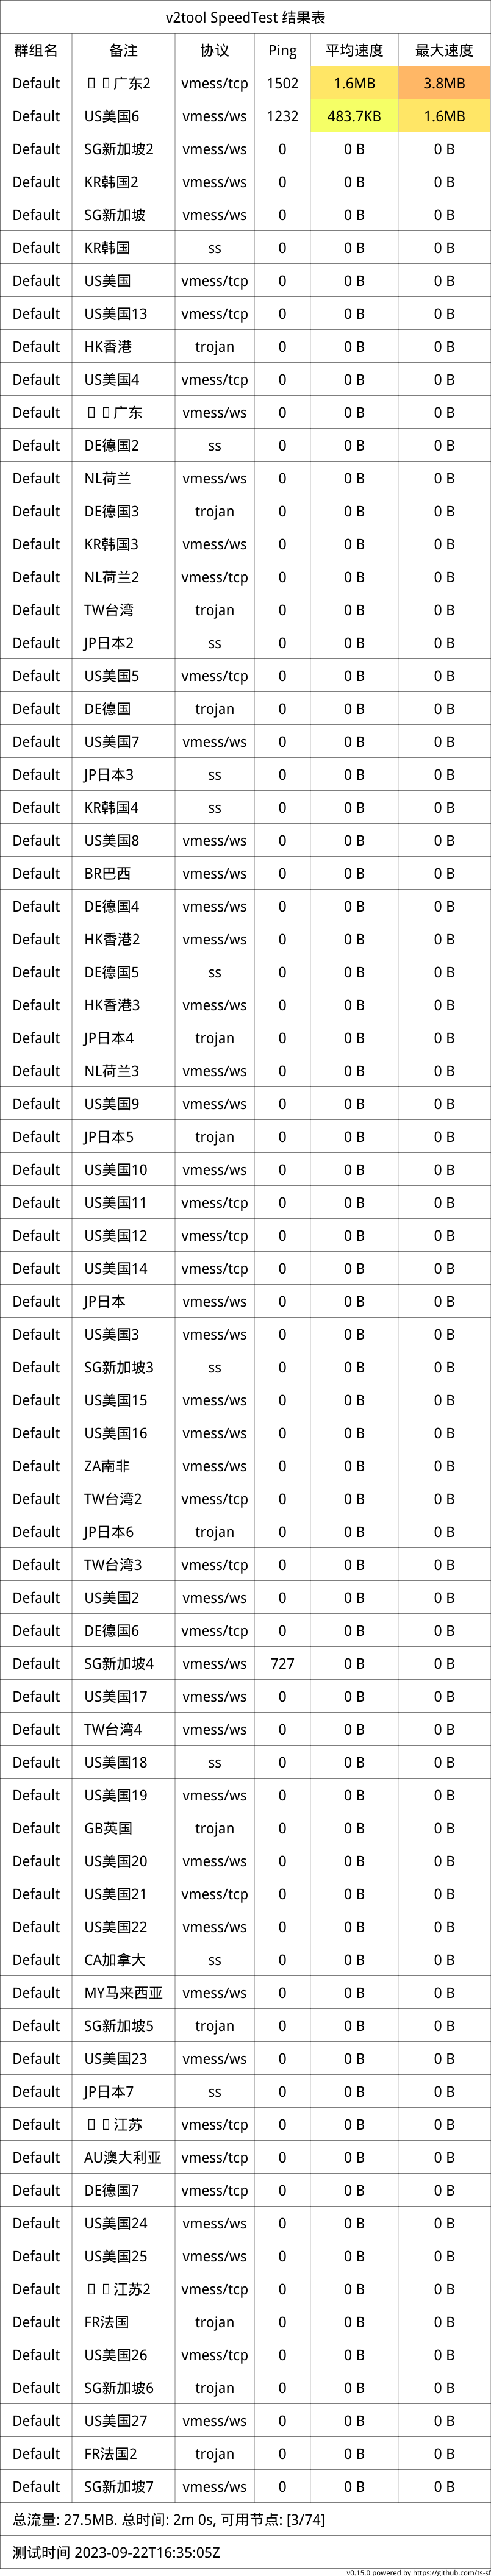 v2tool SpeedTest 结果表
群组名 备注 协议 Ping 平均速度 最大速度
Default 广东2 vmess/tcp 1502 1.6MB 3.8MB
Default US美国6 vmess/ws 1232 483.7KB 1.6MB
Default SG新加坡2 vmess/ws 0 0 B 0 B
Default KR韩国2 vmess/ws 0 0 B 0 B
Default SG新加坡 vmess/ws 0 0 B 0 B
Default KR韩国 ss 0 0 B 0 B
Default US美国 vmess/tcp 0 0 B 0 B
Default US美国13 vmess/tcp 0 0 B 0 B
Default HK香港 trojan 0 0 B 0 B
Default US美国4 vmess/tcp 0 0 B 0 B
Default 广东 vmess/ws 0 0 B 0 B
Default DE德国2 ss 0 0 B 0 B
Default NL荷兰 vmess/ws 0 0 B 0 B
Default DE德国3 trojan 0 0 B 0 B
Default KR韩国3 vmess/ws 0 0 B 0 B
Default NL荷兰2 vmess/tcp 0 0 B 0 B
Default TW台湾 trojan 0 0 B 0 B
Default JP日本2 ss 0 0 B 0 B
Default US美国5 vmess/tcp 0 0 B 0 B
Default DE德国 trojan 0 0 B 0 B
Default US美国7 vmess/ws 0 0 B 0 B
Default JP日本3 ss 0 0 B 0 B
Default KR韩国4 ss 0 0 B 0 B
Default US美国8 vmess/ws 0 0 B 0 B
Default BR巴西 vmess/ws 0 0 B 0 B
Default DE德国4 vmess/ws 0 0 B 0 B
Default HK香港2 vmess/ws 0 0 B 0 B
Default DE德国5 ss 0 0 B 0 B
Default HK香港3 vmess/ws 0 0 B 0 B
Default JP日本4 trojan 0 0 B 0 B
Default NL荷兰3 vmess/ws 0 0 B 0 B
Default US美国9 vmess/ws 0 0 B 0 B
Default JP日本5 trojan 0 0 B 0 B
Default US美国10 vmess/ws 0 0 B 0 B
Default US美国11 vmess/tcp 0 0 B 0 B
Default US美国12 vmess/tcp 0 0 B 0 B
Default US美国14 vmess/tcp 0 0 B 0 B
Default JP日本 vmess/ws 0 0 B 0 B
Default US美国3 vmess/ws 0 0 B 0 B
Default SG新加坡3 ss 0 0 B 0 B
Default US美国15 vmess/ws 0 0 B 0 B
Default US美国16 vmess/ws 0 0 B 0 B
Default ZA南非 vmess/ws 0 0 B 0 B
Default TW台湾2 vmess/tcp 0 0 B 0 B
Default JP日本6 trojan 0 0 B 0 B
Default TW台湾3 vmess/tcp 0 0 B 0 B
Default US美国2 vmess/ws 0 0 B 0 B
Default DE德国6 vmess/tcp 0 0 B 0 B
Default SG新加坡4 vmess/ws 727 0 B 0 B
Default US美国17 vmess/ws 0 0 B 0 B
Default TW台湾4 vmess/ws 0 0 B 0 B
Default US美国18 ss 0 0 B 0 B
Default US美国19 vmess/ws 0 0 B 0 B
Default GB英国 trojan 0 0 B 0 B
Default US美国20 vmess/ws 0 0 B 0 B
Default US美国21 vmess/tcp 0 0 B 0 B
Default US美国22 vmess/ws 0 0 B 0 B
Default CA加拿大 ss 0 0 B 0 B
Default MY马来西亚 vmess/ws 0 0 B 0 B
Default SG新加坡5 trojan 0 0 B 0 B
Default US美国23 vmess/ws 0 0 B 0 B
Default JP日本7 ss 0 0 B 0 B
Default 江苏 vmess/tcp 0 0 B 0 B
Default AU澳大利亚 vmess/tcp 0 0 B 0 B
Default DE德国7 vmess/tcp 0 0 B 0 B
Default US美国24 vmess/ws 0 0 B 0 B
Default US美国25 vmess/ws 0 0 B 0 B
Default 江苏2 vmess/tcp 0 0 B 0 B
Default FR法国 trojan 0 0 B 0 B
Default US美国26 vmess/tcp 0 0 B 0 B
Default SG新加坡6 trojan 0 0 B 0 B
Default US美国27 vmess/ws 0 0 B 0 B
Default FR法国2 trojan 0 0 B 0 B
Default SG新加坡7 vmess/ws 0 0 B 0 B
总流量: 27.5MB. 总时间: 2m 0s, 可用节点: [3/74]
测试时间 2023-09-22T16:35:05Z
v0.15.0 powered by https://github.com/ts-sf